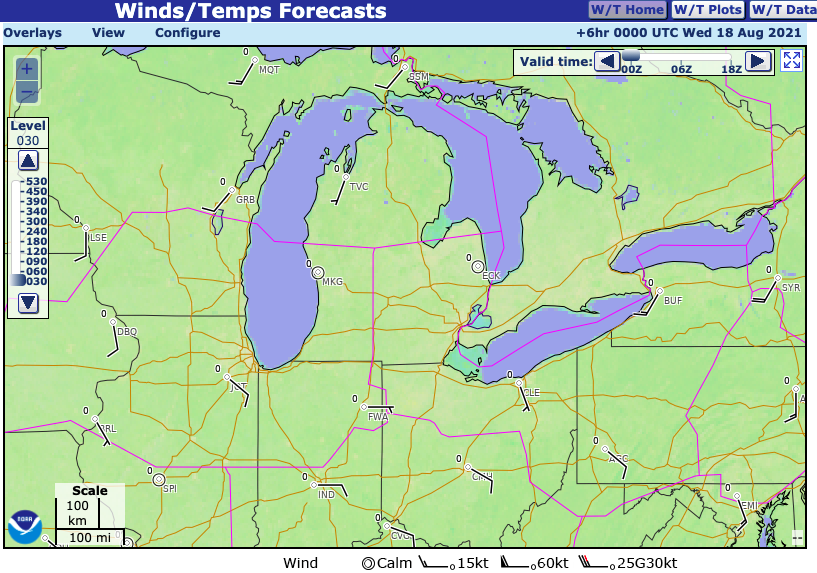 Winds/Temps Forecasts
W/T Home W/T Plots W/T Data
Overlays View Configure +6hr 0000 UTC Wed 18 Aug 2021
+
−
Valid time:
00Z 06Z 18Z
Level
030
530
450
390
340
300
240
180
120
090
060
030
0 MQT
0 SSM
0 GRB
0 TVC
0 LSE
0 MKG
0 ECK
0 SYR
0 BUF
0 DBQ
0 JOT
0 CLE
0 FWA
0 A
0 BRL
0 AGC
0 CMH
0 SPI
0 IND
0 EMI
0 CVG
Scale
100
km
100 mi
NOAA
Wind Calm 15kt 60kt 25G30kt